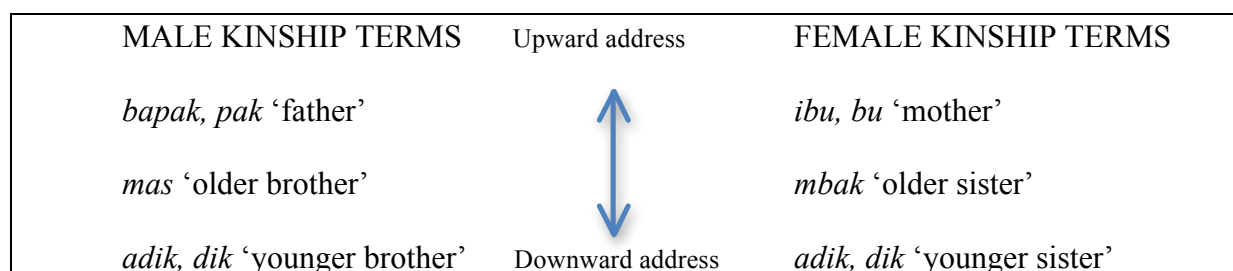 MALE KINSHIP TERMS Upward address FEMALE KINSHIP TERMS
bapak, pak ‘father’ ibu, bu ‘mother’
mas ‘older brother’ mbak ‘older sister’
adik, dik ‘younger brother’ Downward address adik, dik ‘younger sister’